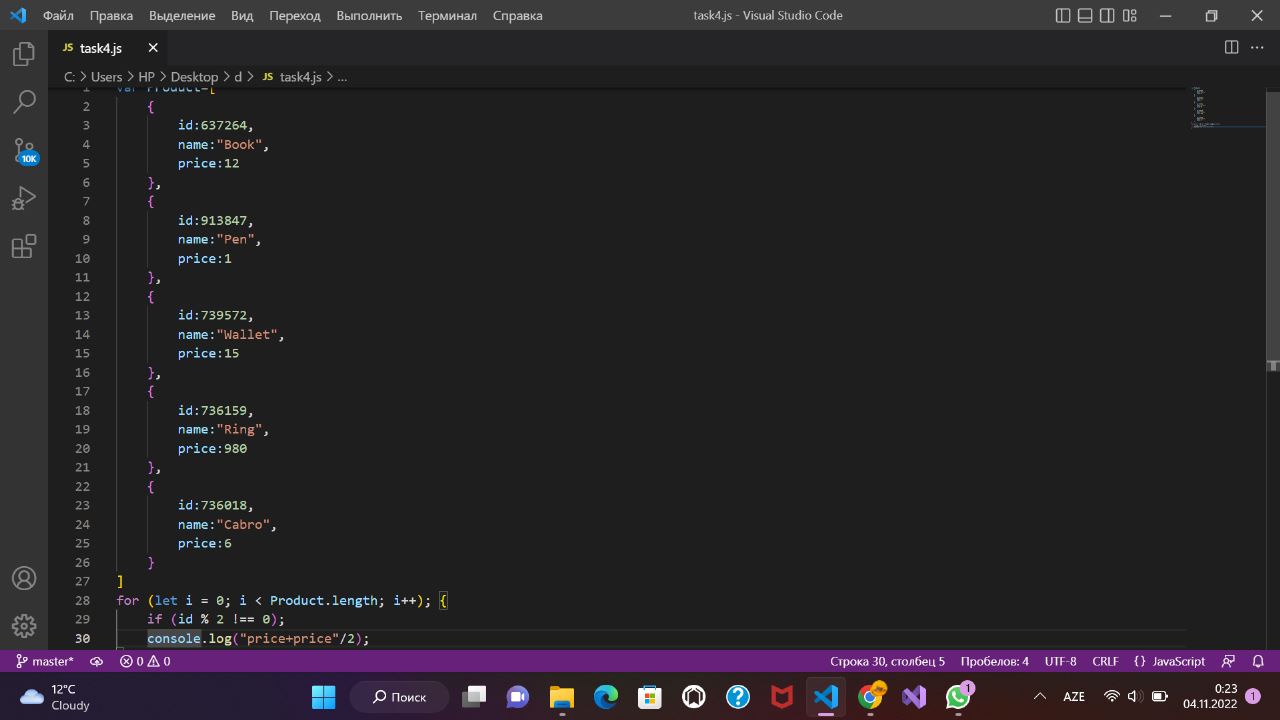 Файл Правка Выделение Вид Переход Выполнить Терминал Справка task4.js - Visual Studio Code
JS task4.js
C: > Users > HP > Desktop > d > JS task4.js > ...
1 var Product=[
2 {
3 id:637264,
4 name:"Book",
5 price:12
6 },
7 {
8 id:913847,
9 name:"Pen",
10 price:1
11 },
12 {
13 id:739572,
14 name:"Wallet",
15 price:15
16 },
17 {
18 id:736159,
19 name:"Ring",
20 price:980
21 },
22 {
23 id:736018,
24 name:"Cabro",
25 price:6
26 }
27 ]
28 for (let i = 0; i < Product.length; i++); {
29 if (id % 2 !== 0);
30 console.log("price+price"/2);
10K
master* 0 0 Строка 30, столбец 5 Пробелов: 4 UTF-8 CRLF {} JavaScript
12°C
Cloudy
Поиск
1
AZE
0:23
04.11.2022
1